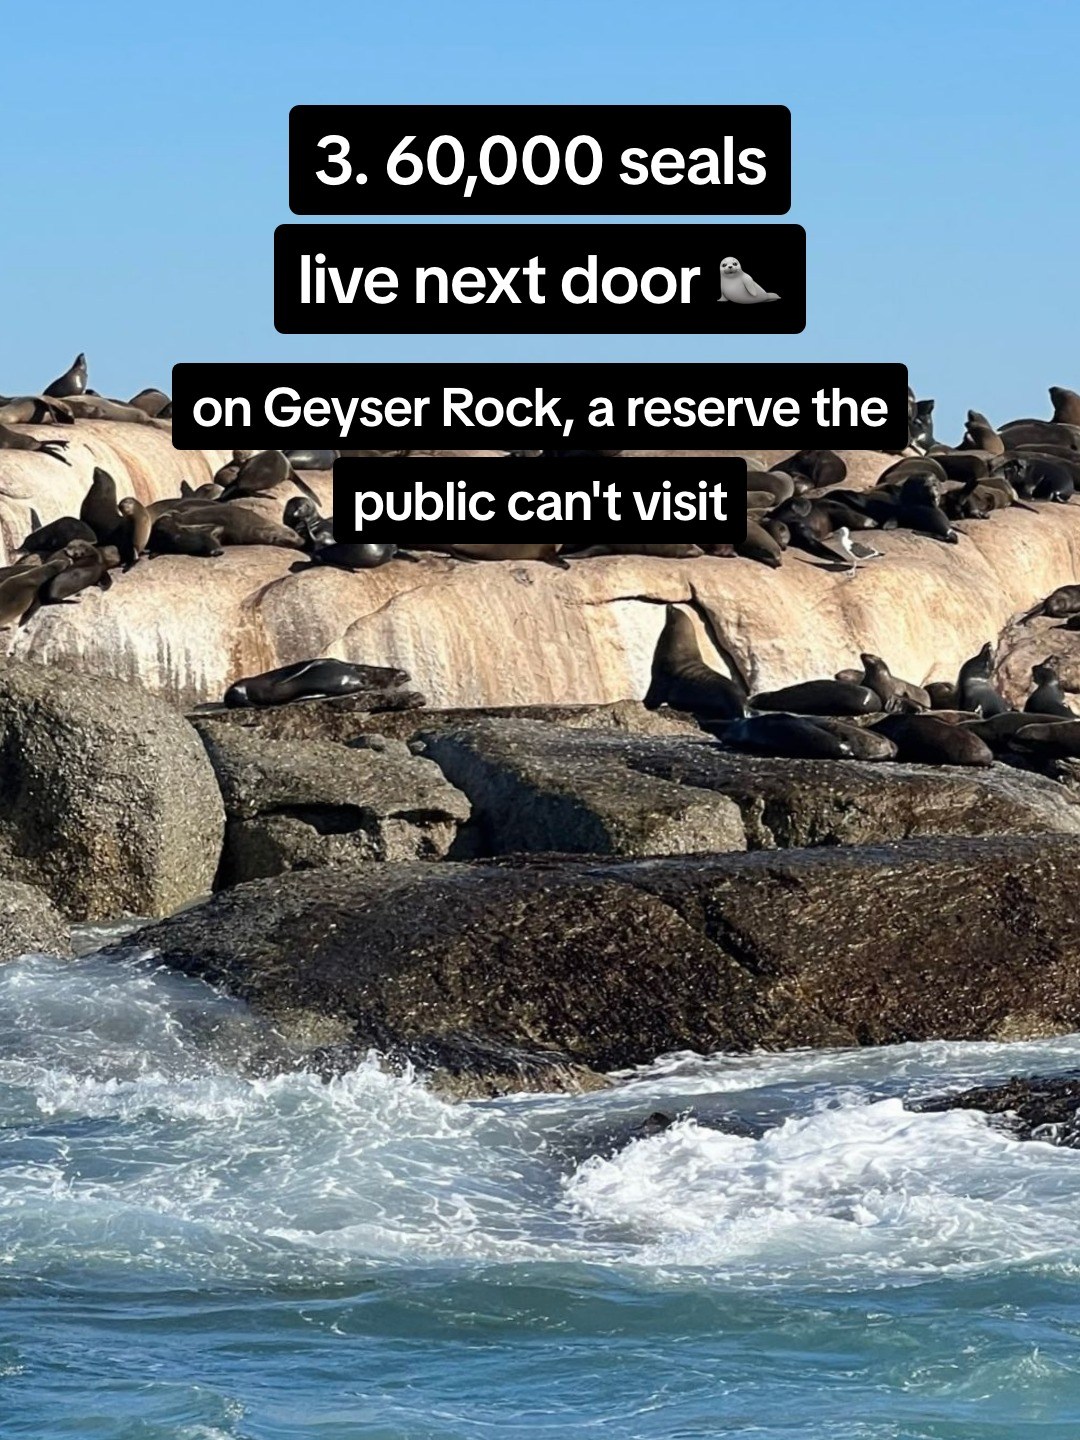 3. 60,000 seals
live next door 🦭
on Geyser Rock, a reserve the
public can't visit